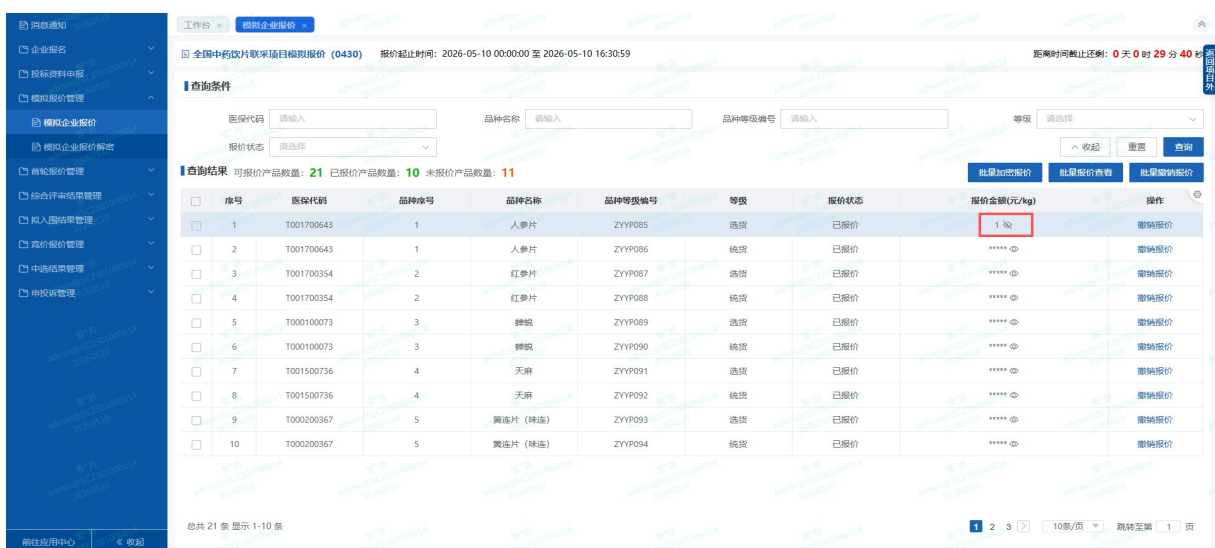 消息通知
企业报名
投标资料申报
模拟报价管理
模拟企业报价
模拟企业报价解密
首轮报价管理
综合评审结果管理
拟入围结果管理
竞价报价管理
中选结果管理
申投诉管理
前往应用中心 《 收起
工作台 × 模拟企业报价 ×
全国中药饮片联采项目模拟报价（0430） 报价起止时间：2026-05-10 00:00:00 至 2026-05-10 16:30:59 距离时间截止还剩：0 天 0 时 29 分 40 秒
返回项目外
查询条件
医保代码 请输入 品种名称 请输入 品种等级编号 请输入 等级 请选择
报价状态 请选择 收起 重置 查询
查询结果 可报价产品数量：21 已报价产品数量：10 未报价产品数量：11 批量加密报价 批量报价查看 批量撤销报价
序号 医保代码 品种序号 品种名称 品种等级编号 等级 报价状态 报价金额(元/kg) 操作
1 T001700643 1 人参片 ZYYP085 选货 已报价 1 撤销报价
2 T001700643 1 人参片 ZYYP086 统货 已报价 ***** 撤销报价
3 T001700354 2 红参片 ZYYP087 选货 已报价 ***** 撤销报价
4 T001700354 2 红参片 ZYYP088 统货 已报价 ***** 撤销报价
5 T000100073 3 蝉蜕 ZYYP089 选货 已报价 ***** 撤销报价
6 T000100073 3 蝉蜕 ZYYP090 统货 已报价 ***** 撤销报价
7 T001500736 4 天麻 ZYYP091 选货 已报价 ***** 撤销报价
8 T001500736 4 天麻 ZYYP092 统货 已报价 ***** 撤销报价
9 T000200367 5 黄连片（味连） ZYYP093 选货 已报价 ***** 撤销报价
10 T000200367 5 黄连片（味连） ZYYP094 统货 已报价 ***** 撤销报价
总共 21 条 显示 1-10 条 1 2 3 > 10条/页 跳转至第 1 页